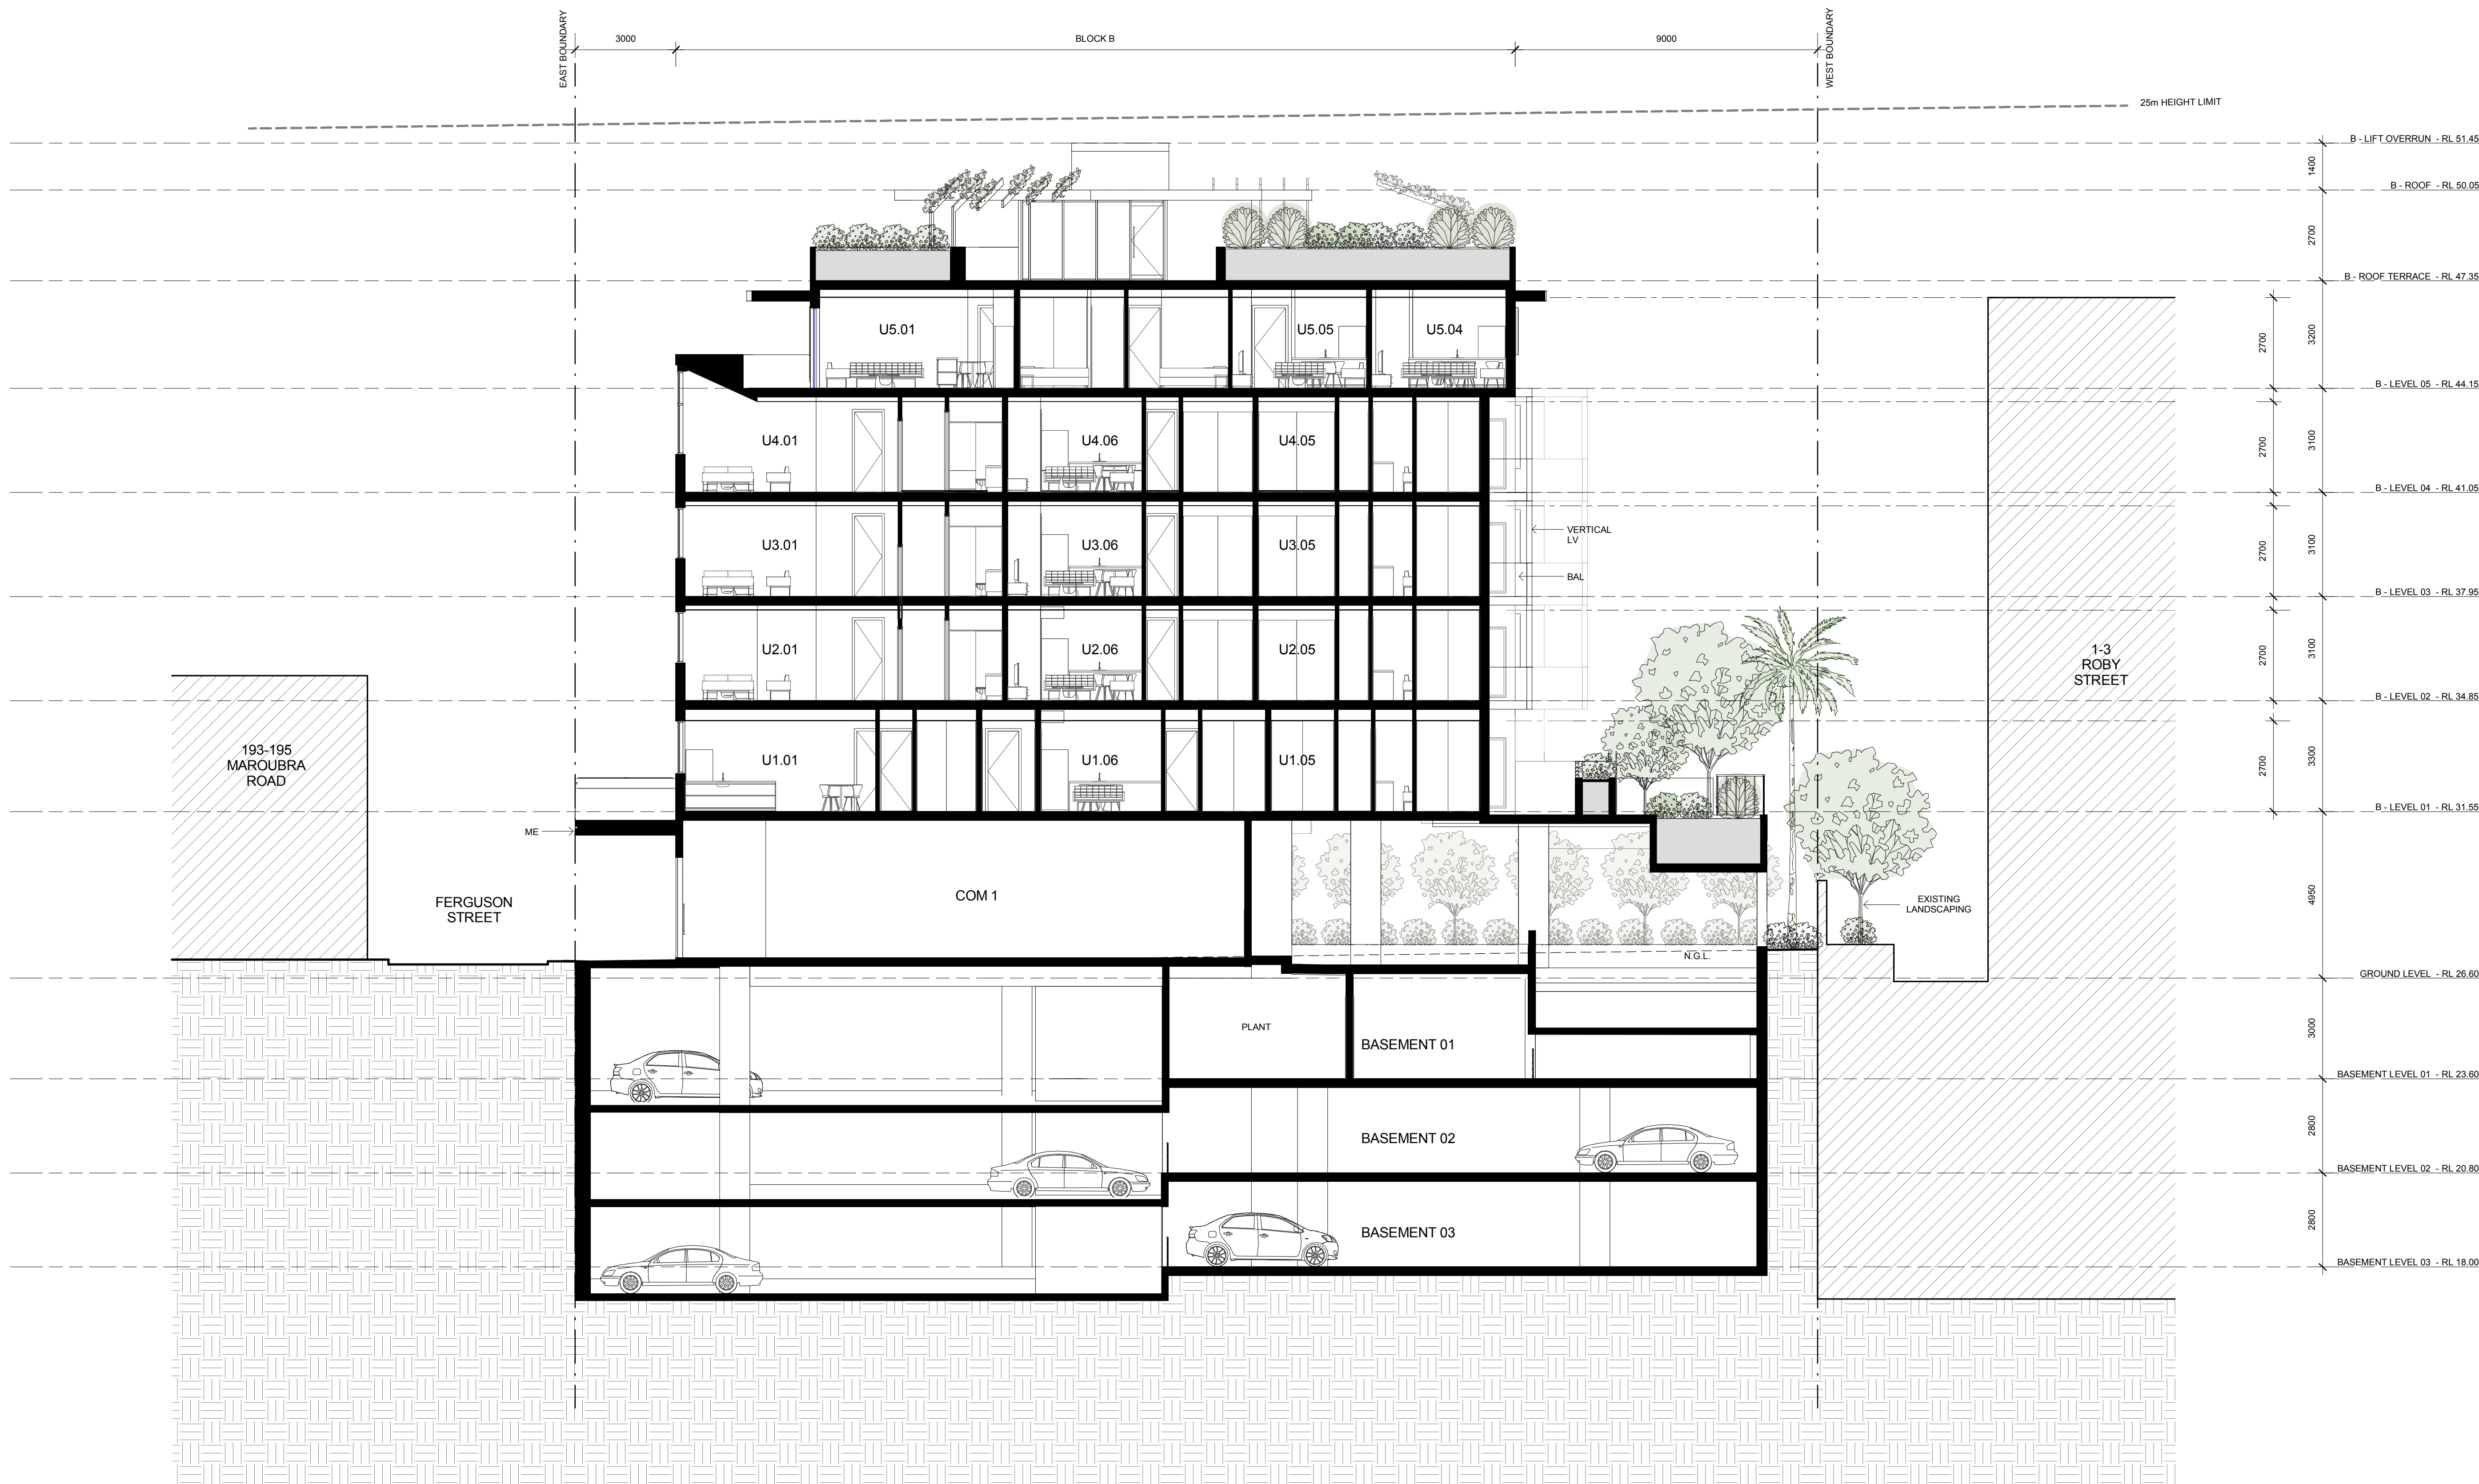 EAST BOUNDARY
3000
BLOCK B
9000
WEST BOUNDARY
25m HEIGHT LIMIT
B - LIFT OVERRUN - RL 51.45
1400
B - ROOF - RL 50.05
2700
B - ROOF TERRACE - RL 47.35
U5.01
U5.05
U5.04
2700
3200
B - LEVEL 05 - RL 44.15
U4.01
U4.06
U4.05
2700
3100
B - LEVEL 04 - RL 41.05
U3.01
U3.06
U3.05
VERTICAL
LV
BAL
2700
3100
B - LEVEL 03 - RL 37.95
U2.01
U2.06
U2.05
1-3
ROBY
STREET
2700
3100
B - LEVEL 02 - RL 34.85
193-195
MAROUBRA
ROAD
U1.01
U1.06
U1.05
2700
3300
B - LEVEL 01 - RL 31.55
ME
FERGUSON
STREET
COM 1
EXISTING
LANDSCAPING
4950
N.G.L.
GROUND LEVEL - RL 26.60
PLANT
BASEMENT 01
3000
BASEMENT LEVEL 01 - RL 23.60
BASEMENT 02
2800
BASEMENT LEVEL 02 - RL 20.80
BASEMENT 03
2800
BASEMENT LEVEL 03 - RL 18.00